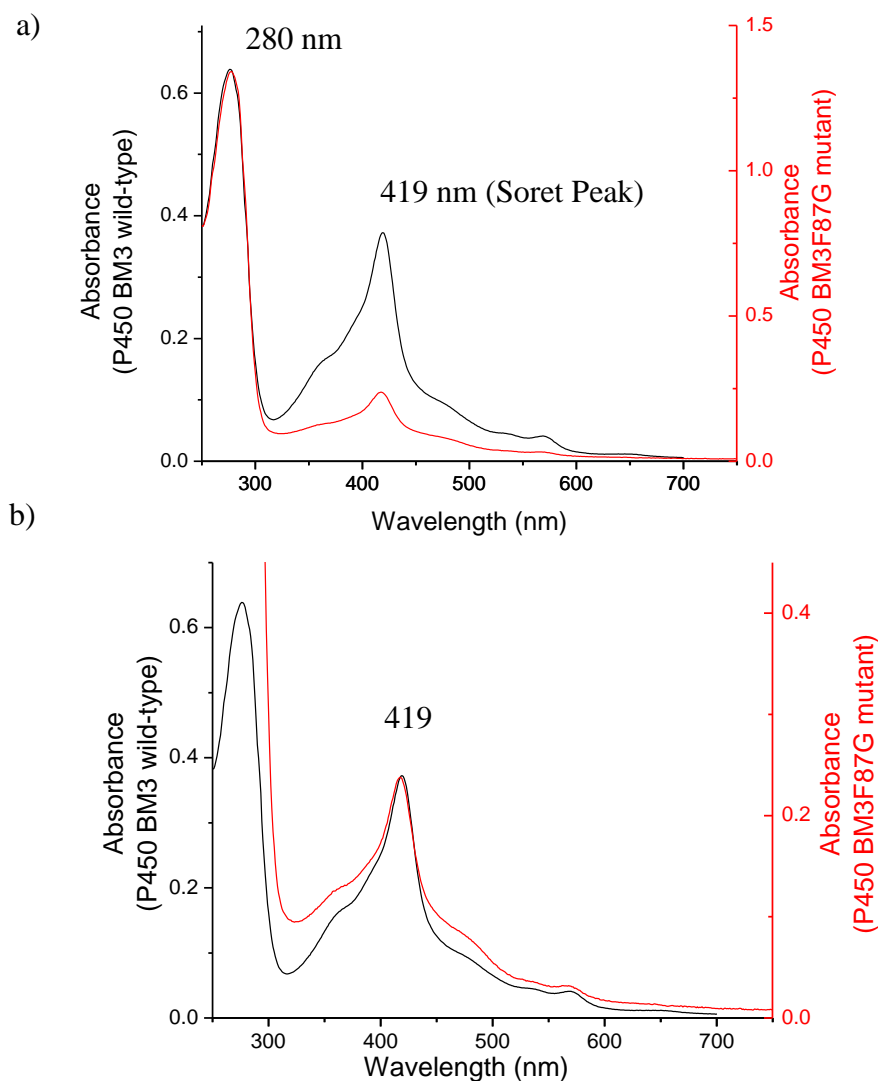 a)
280 nm
419 nm (Soret Peak)
Absorbance
(P450 BM3 wild-type)
0.6
0.4
0.2
0.0
1.5
1.0
0.5
0.0
Absorbance
(P450 BM3F87G mutant)
300 400 500 600 700
Wavelength (nm)
b)
419
Absorbance
(P450 BM3 wild-type)
0.6
0.4
0.2
0.0
0.4
0.2
0.0
Absorbance
(P450 BM3F87G mutant)
300 400 500 600 700
Wavelength (nm)